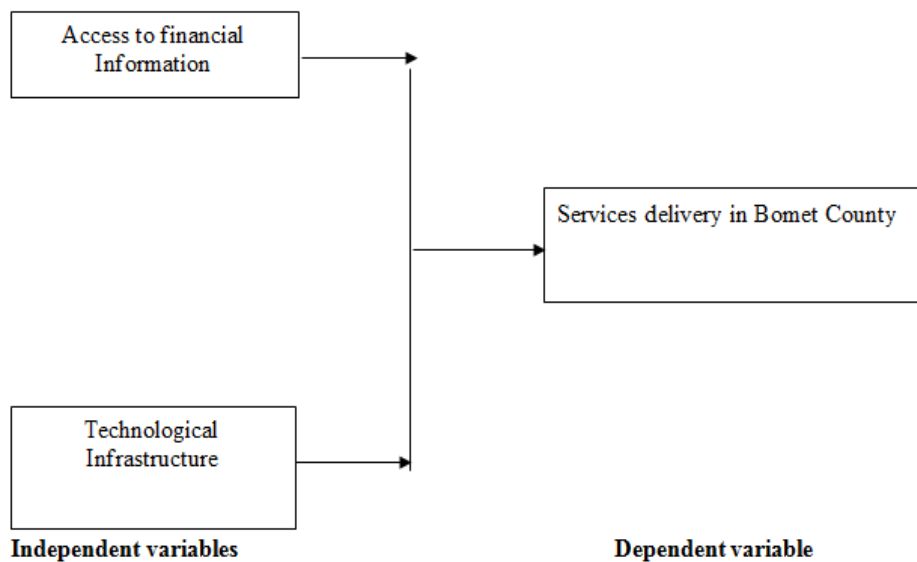 Access to financial
Information
Services delivery in Bomet County
Technological
Infrastructure
Independent variables
Dependent variable